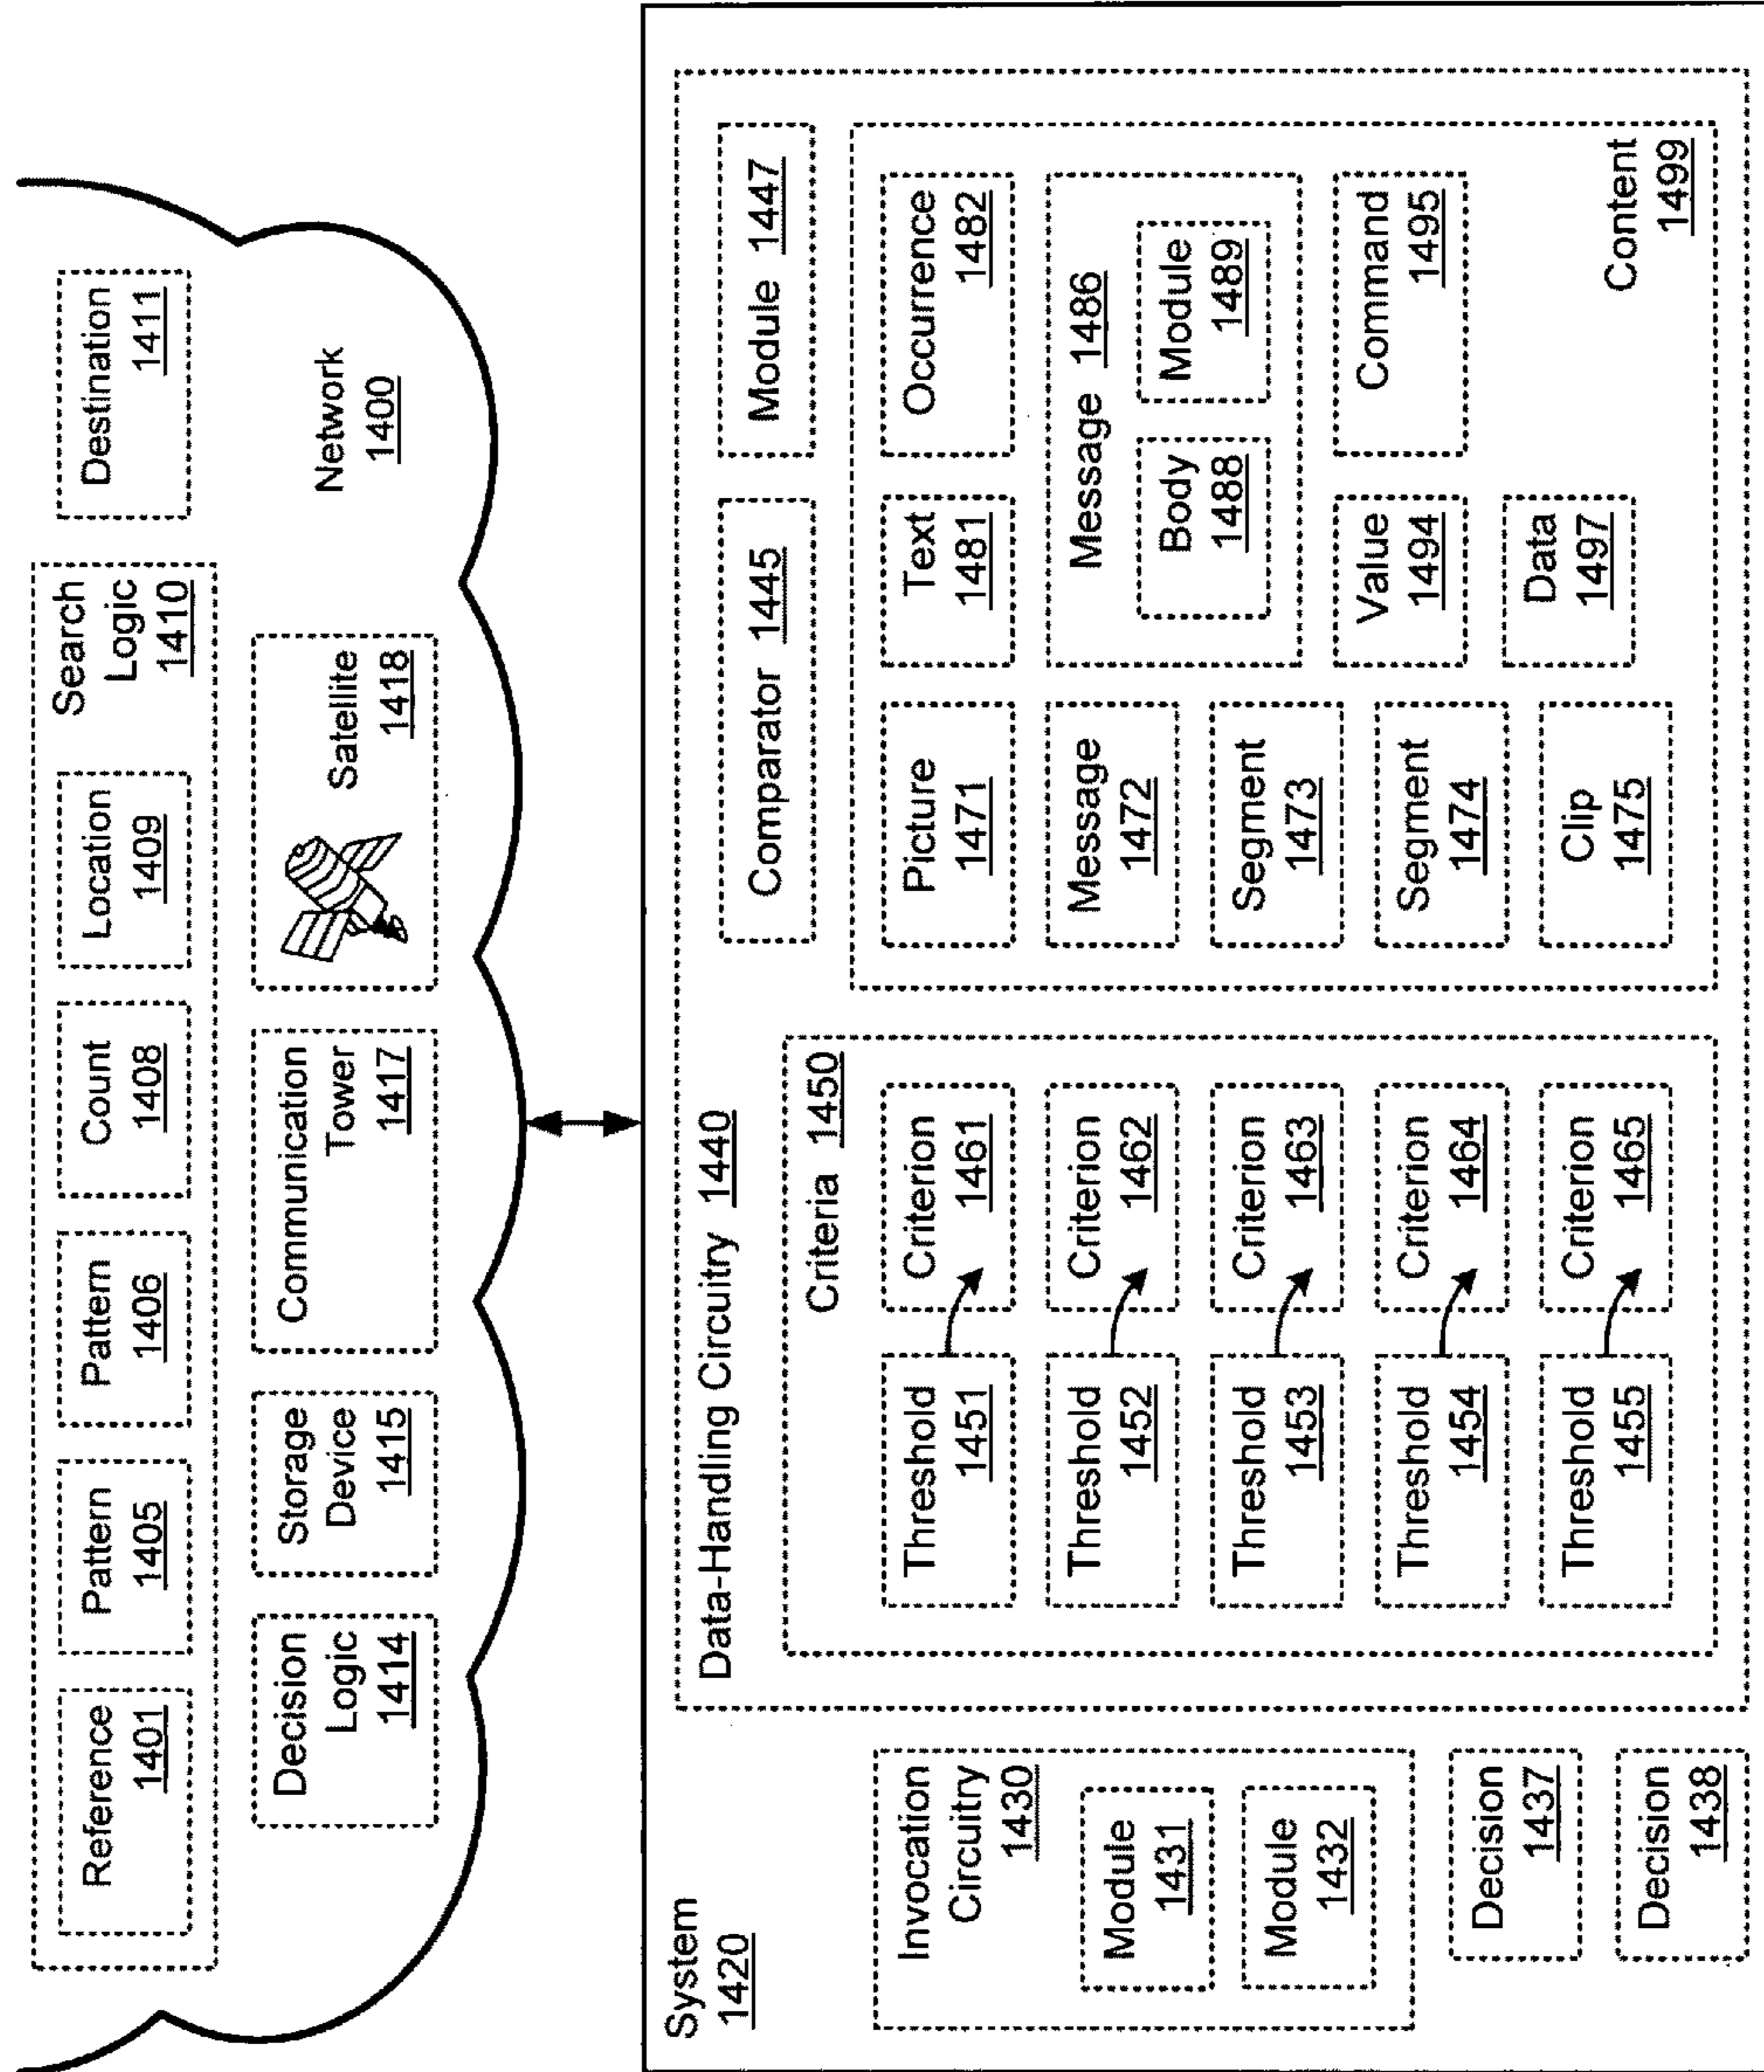 Search
Logic
1410
Reference
1401
Pattern
1405
Pattern
1406
Count
1408
Location
1409
Destination
1411
Decision
Logic
1414
Storage
Device
1415
Communication
Tower
1417
Satellite
1418
Network
1400
System
1420
Invocation
Circuitry
1430
Module
1431
Module
1432
Decision
1437
Decision
1438
Data-Handling Circuitry 1440
Criteria 1450
Threshold
1451
Criterion
1461
Threshold
1452
Criterion
1462
Threshold
1453
Criterion
1463
Threshold
1454
Criterion
1464
Threshold
1455
Criterion
1465
Comparator 1445
Module 1447
Picture
1471
Text
1481
Occurrence
1482
Message
1472
Message 1486
Body
1488
Module
1489
Segment
1473
Segment
1474
Value
1494
Command
1495
Clip
1475
Data
1497
Content
1499